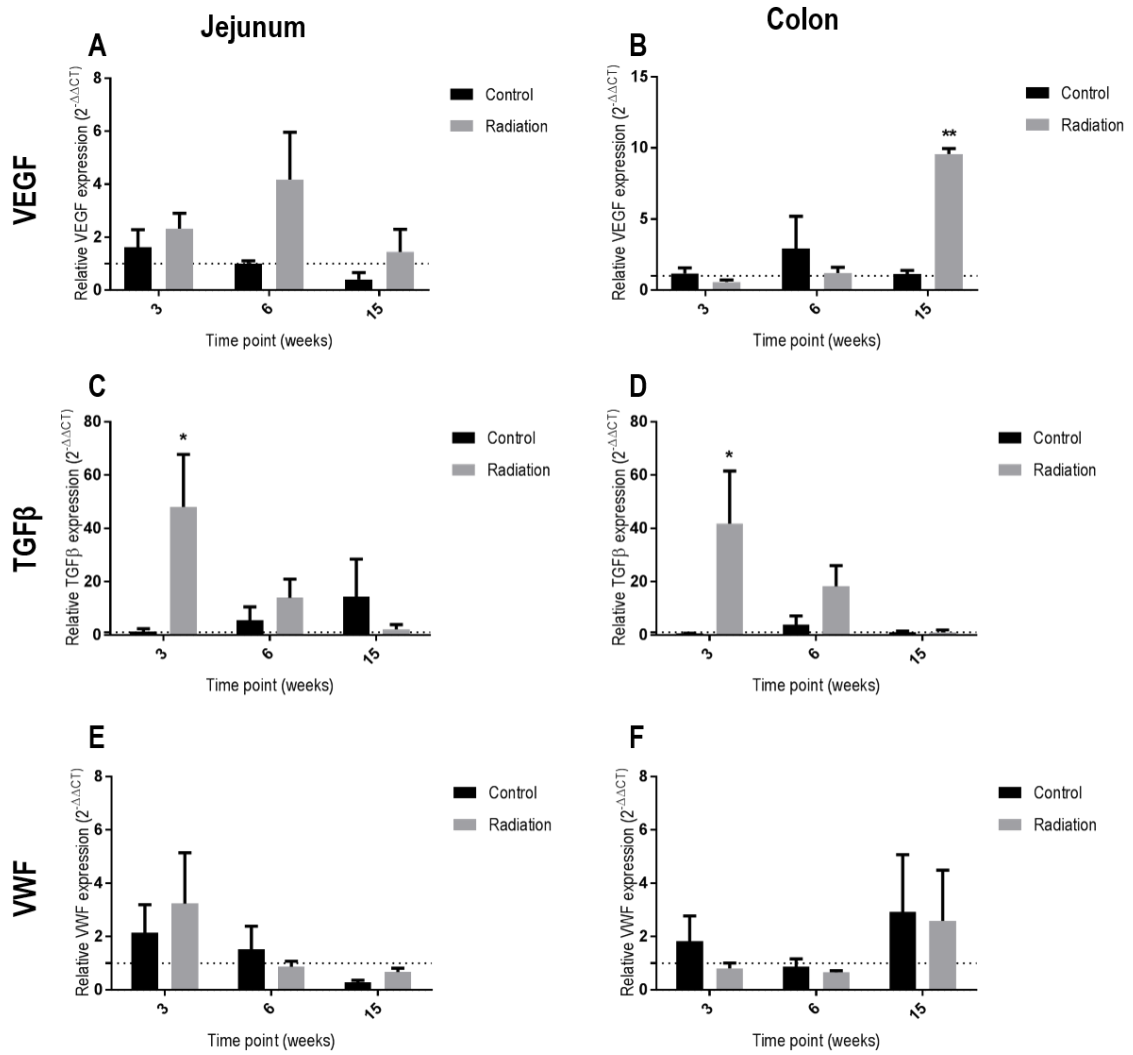 Jejunum
Colon
VEGF
A
Relative VEGF expression (2-ΔΔCT)
8
6
4
2
0
3
6
15
Time point (weeks)
Control
Radiation
B
Relative VEGF expression (2-ΔΔCT)
15
10
5
0
**
3
6
15
Time point (weeks)
Control
Radiation
TGFβ
C
Relative TGFβ expression (2-ΔΔCT)
80
60
40
20
0
*
3
6
15
Time point (weeks)
Control
Radiation
D
Relative TGFβ expression (2-ΔΔCT)
80
60
40
20
0
*
3
6
15
Time point (weeks)
Control
Radiation
VWF
E
Relative VWF expression (2-ΔΔCT)
8
6
4
2
0
3
6
15
Time point (weeks)
Control
Radiation
F
Relative VWF expression (2-ΔΔCT)
8
6
4
2
0
3
6
15
Time point (weeks)
Control
Radiation